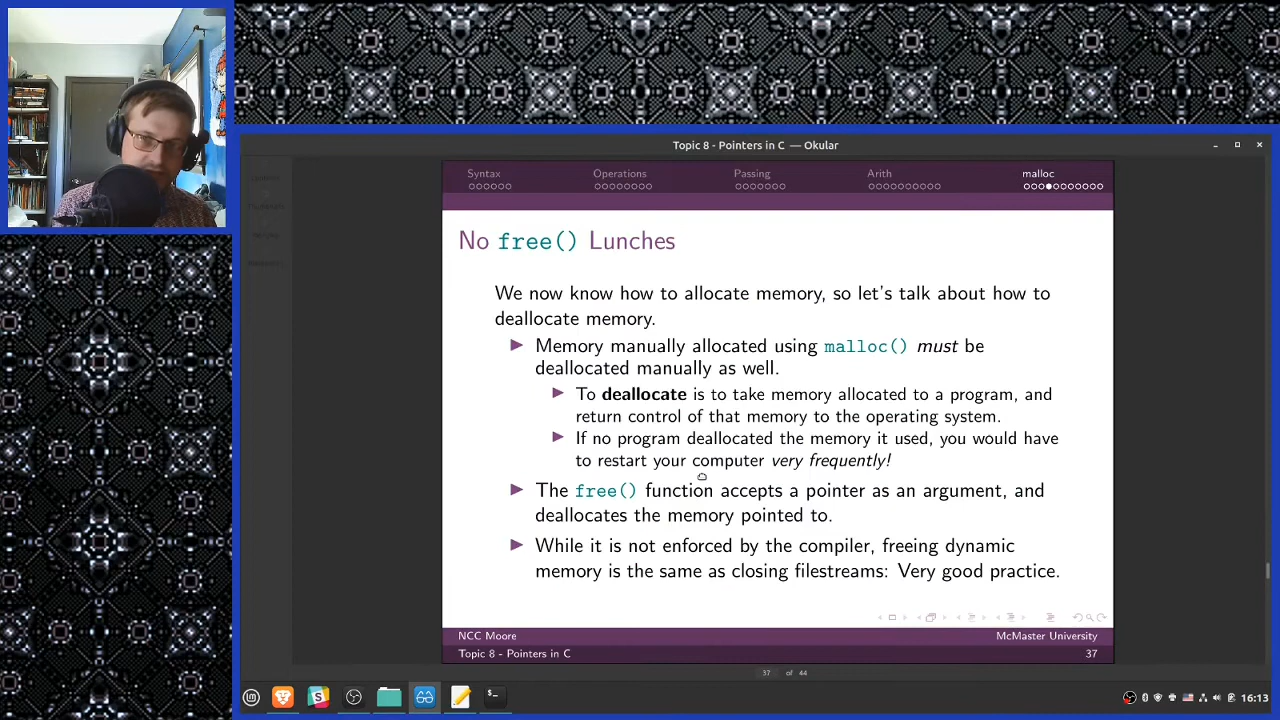 Topic 8 - Pointers in C — Okular
Syntax Operations Passing Arith malloc
No free() Lunches
We now know how to allocate memory, so let's talk about how to
deallocate memory.
Memory manually allocated using malloc() must be
deallocated manually as well.
To deallocate is to take memory allocated to a program, and
return control of that memory to the operating system.
If no program deallocated the memory it used, you would have
to restart your computer very frequently!
The free() function accepts a pointer as an argument, and
deallocates the memory pointed to.
While it is not enforced by the compiler, freeing dynamic
memory is the same as closing filestreams: Very good practice.
NCC Moore McMaster University
Topic 8 - Pointers in C 37
37 of 44
16:13